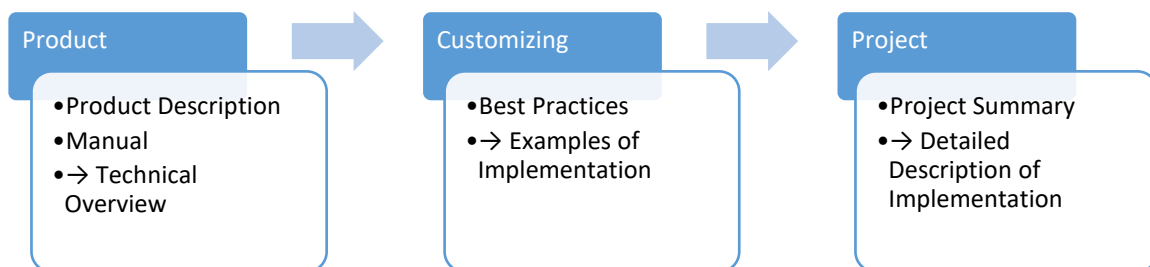 Product
•Product Description
•Manual
•→ Technical
Overview
Customizing
•Best Practices
•→ Examples of
Implementation
Project
•Project Summary
•→ Detailed
Description of
Implementation